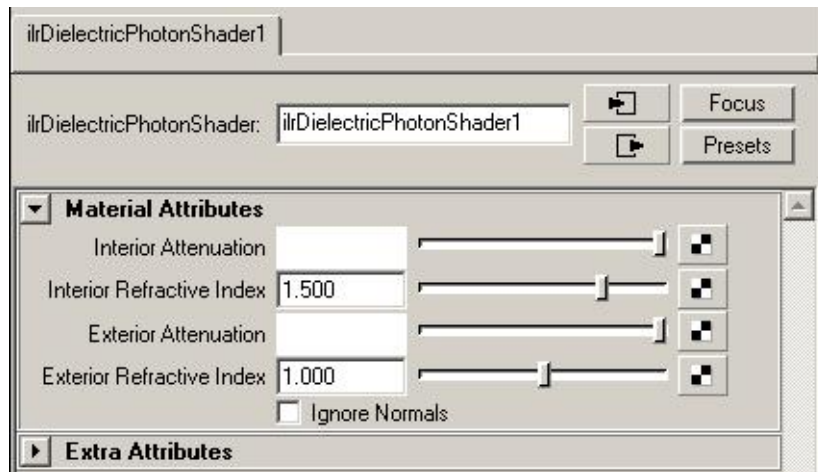 ilrDielectricPhotonShader1
ilrDielectricPhotonShader: ilrDielectricPhotonShader1
Focus
Presets
Material Attributes
Interior Attenuation
Interior Refractive Index 1.500
Exterior Attenuation
Exterior Refractive Index 1.000
Ignore Normals
Extra Attributes